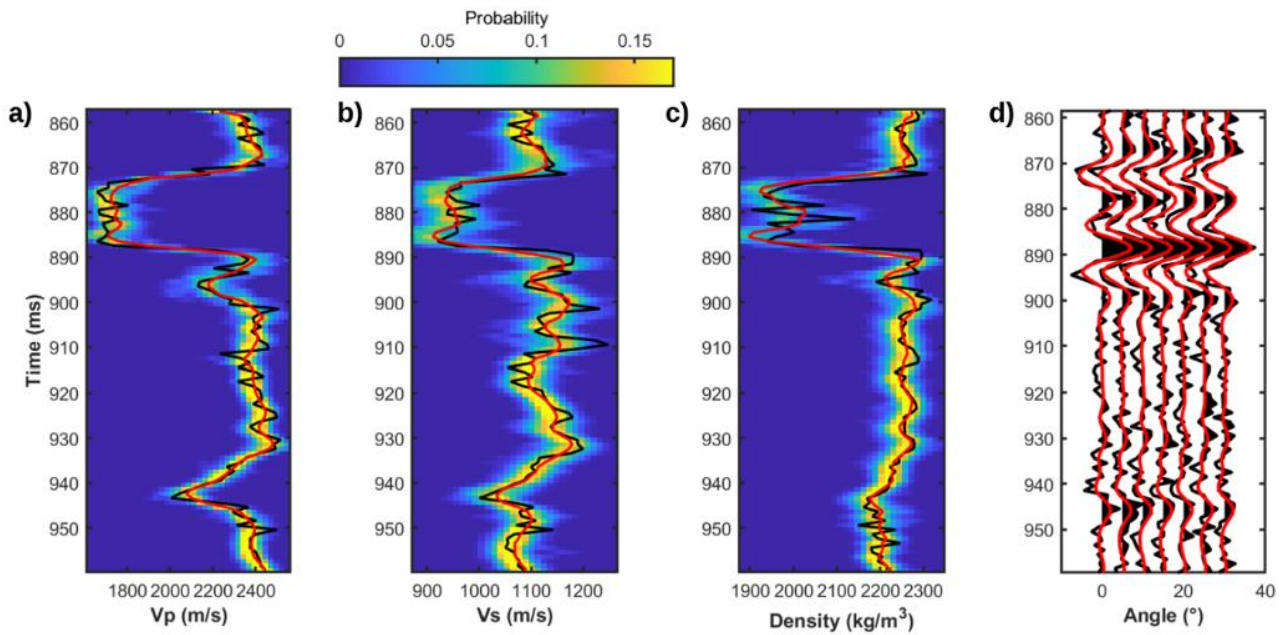 Probability
0 0.05 0.1 0.15
a) b) c) d)
860 860 860 860
870 870 870 870
880 880 880 880
890 890 890 890
900 900 900 900
910 910 910 910
920 920 920 920
930 930 930 930
940 940 940 940
950 950 950 950
Time (ms)
1800 2000 2200 2400 900 1000 1100 1200 1900 2000 2100 2200 2300 0 20 40
Vp (m/s) Vs (m/s) Density (kg/m³) Angle (°)